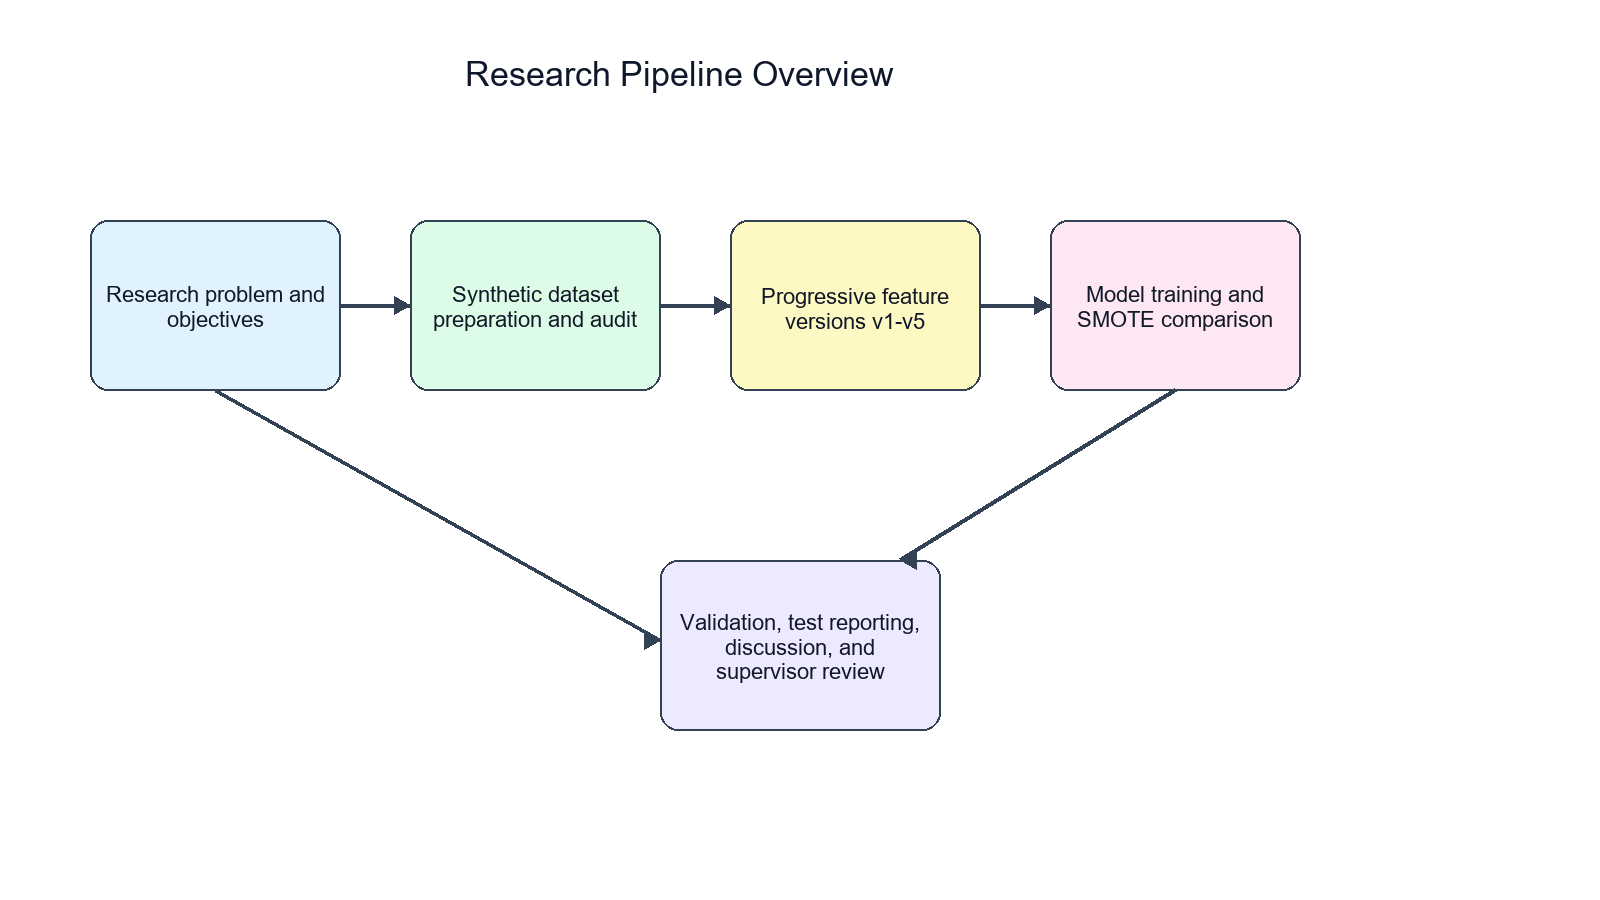 Research Pipeline Overview
Research problem and
objectives
Synthetic dataset
preparation and audit
Progressive feature
versions v1-v5
Model training and
SMOTE comparison
Validation, test reporting,
discussion, and
supervisor review